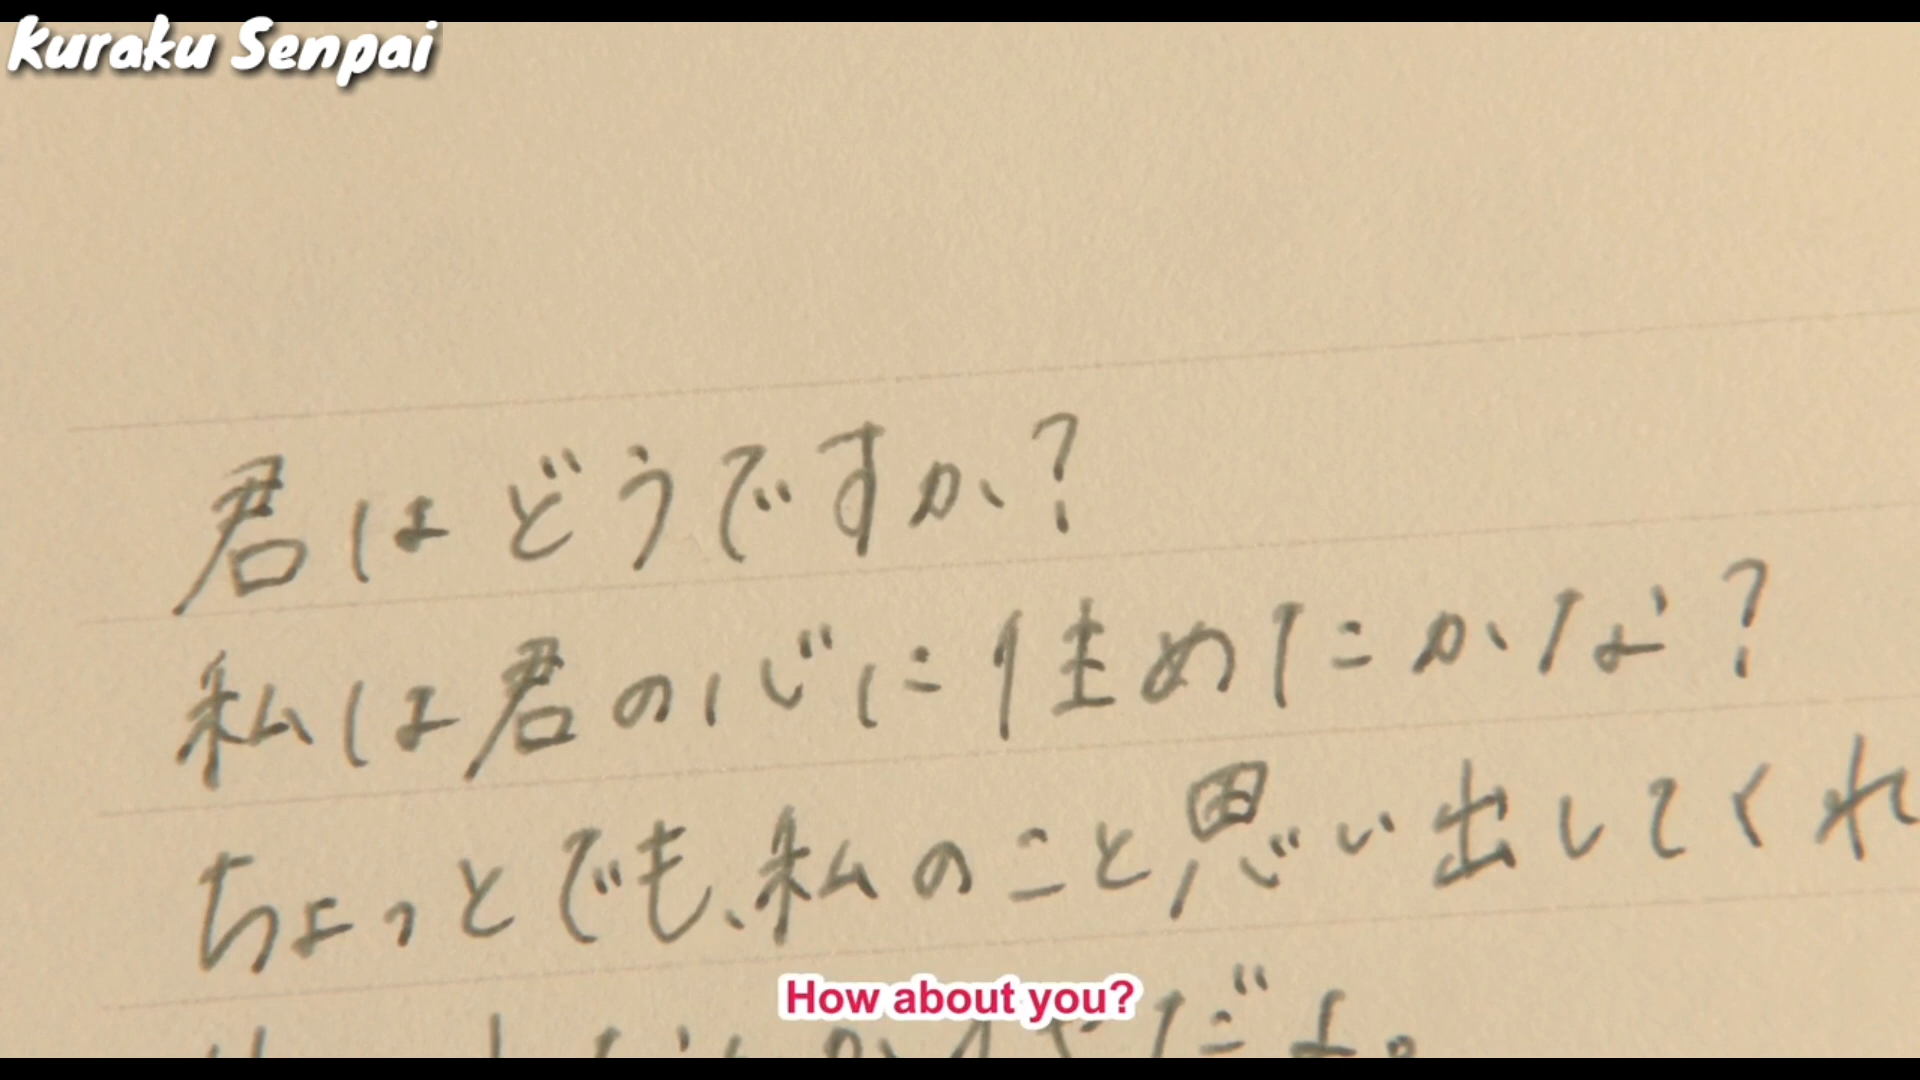 Kuraku Senpai
君はどうですか?
私は君の心に住めたかな?
ちょっとでも、私のこと思い出してくれ
How about you?
だよ。